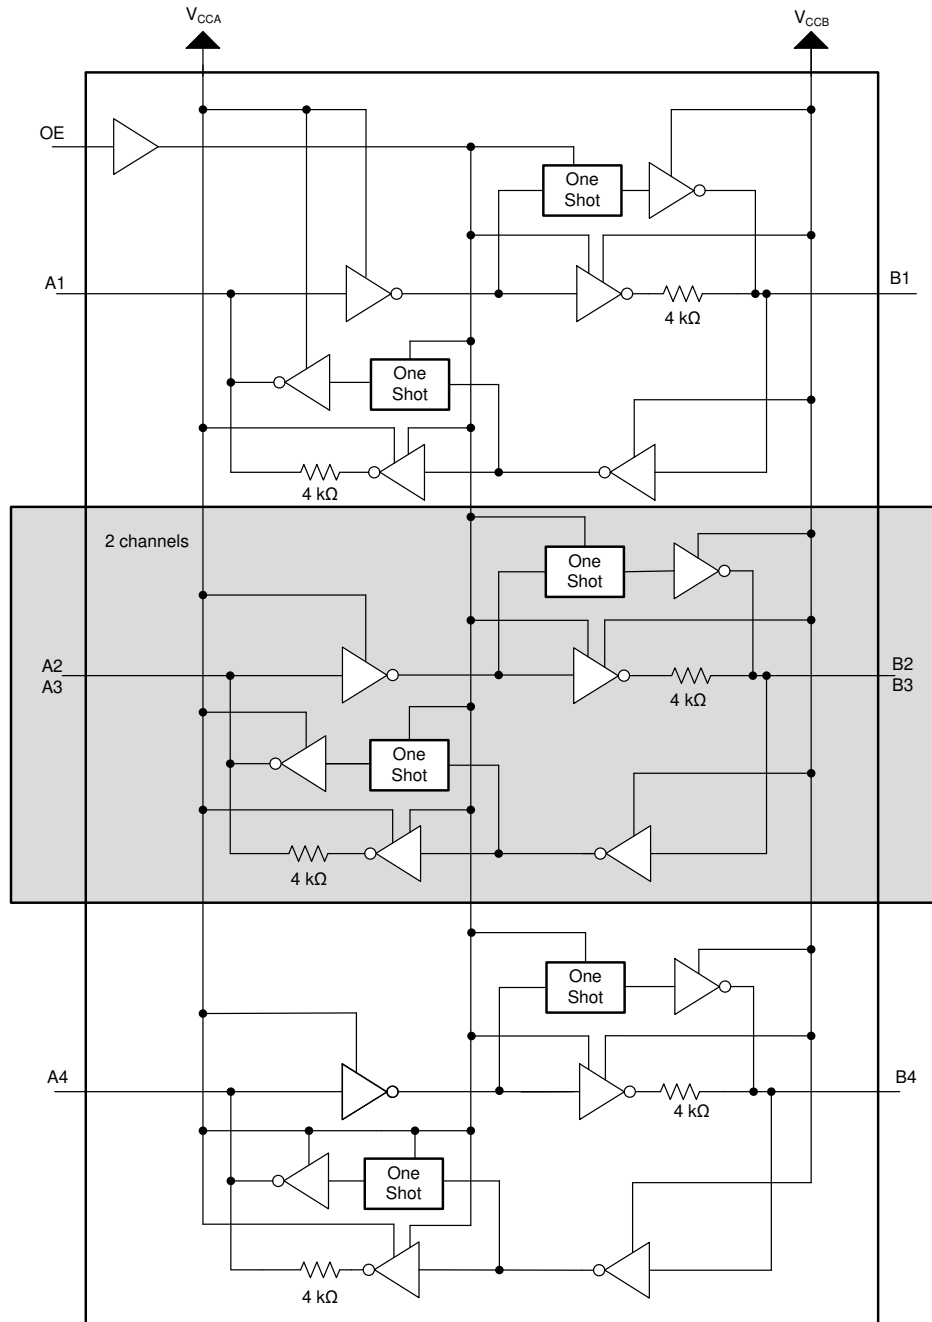 VCCA
VCCB
OE
One
Shot
A1
B1
4 kΩ
One
Shot
4 kΩ
2 channels
One
Shot
A2
A3
B2
B3
4 kΩ
One
Shot
4 kΩ
One
Shot
A4
B4
4 kΩ
One
Shot
4 kΩ